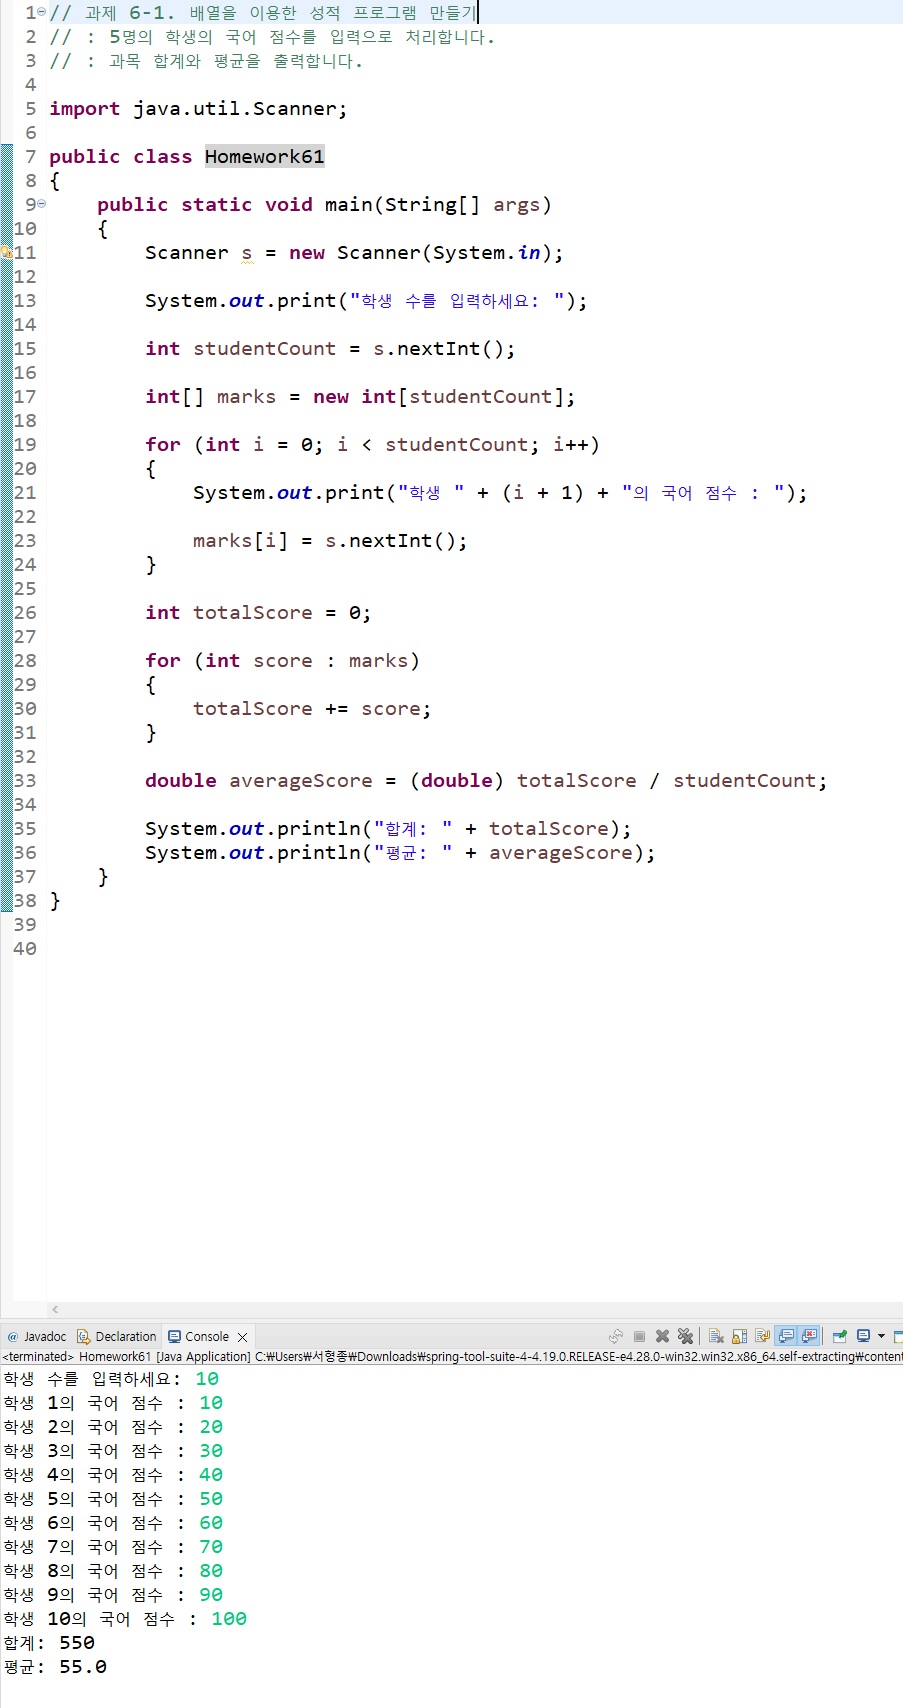 1 // 과제 6-1. 배열을 이용한 성적 프로그램 만들기
2 // : 5명의 학생의 국어 점수를 입력으로 처리합니다.
3 // : 과목 합계와 평균을 출력합니다.
4
5 import java.util.Scanner;
6
7 public class Homework61
8 {
9     public static void main(String[] args)
10     {
11         Scanner s = new Scanner(System.in);
12
13         System.out.print("학생 수를 입력하세요: ");
14
15         int studentCount = s.nextInt();
16
17         int[] marks = new int[studentCount];
18
19         for (int i = 0; i < studentCount; i++)
20         {
21             System.out.print("학생 " + (i + 1) + "의 국어 점수 : ");
22
23             marks[i] = s.nextInt();
24         }
25
26         int totalScore = 0;
27
28         for (int score : marks)
29         {
30             totalScore += score;
31         }
32
33         double averageScore = (double) totalScore / studentCount;
34
35         System.out.println("합계: " + totalScore);
36         System.out.println("평균: " + averageScore);
37     }
38 }
39
40
@ Javadoc Declaration Console
<terminated> Homework61 [Java Application] C:₩Users₩서형종₩Downloads₩spring-tool-suite-4-4.19.0.RELEASE-e4.28.0-win32.win32.x86_64.self-extracting₩content
학생 수를 입력하세요: 10
학생 1의 국어 점수 : 10
학생 2의 국어 점수 : 20
학생 3의 국어 점수 : 30
학생 4의 국어 점수 : 40
학생 5의 국어 점수 : 50
학생 6의 국어 점수 : 60
학생 7의 국어 점수 : 70
학생 8의 국어 점수 : 80
학생 9의 국어 점수 : 90
학생 10의 국어 점수 : 100
합계: 550
평균: 55.0